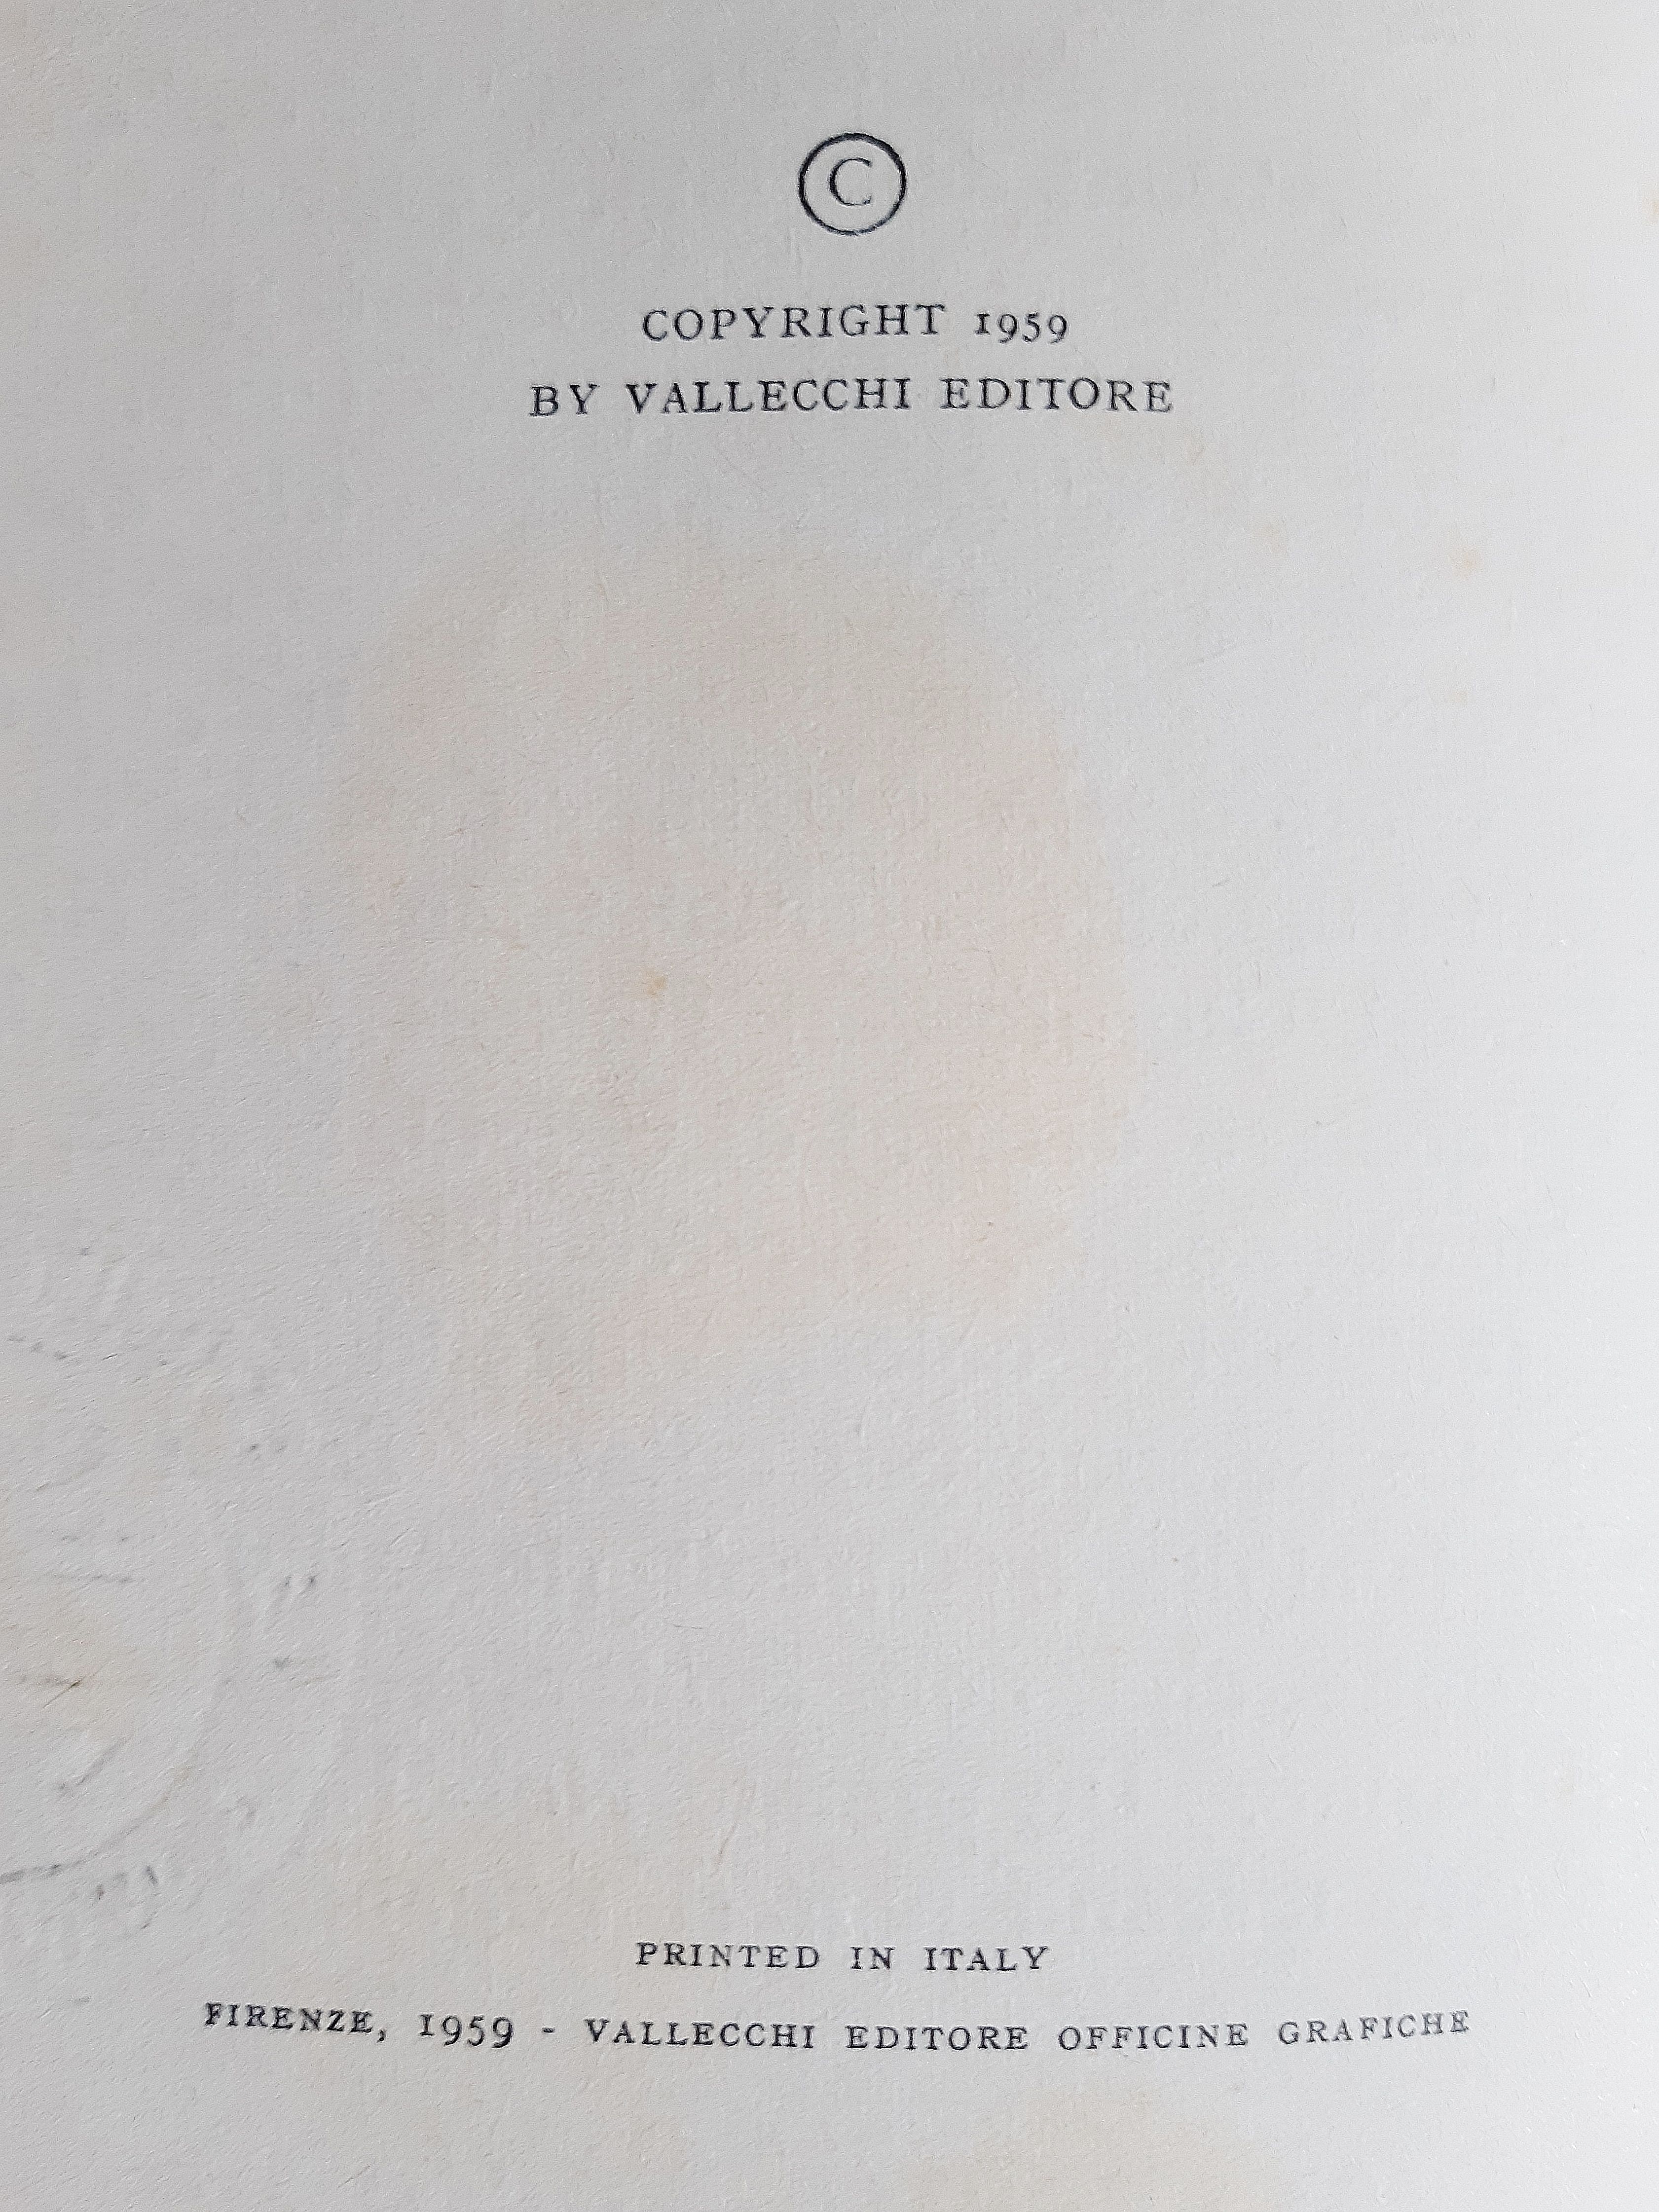 ©
COPYRIGHT 1959
BY VALLECCHI EDITORE
PRINTED IN ITALY
FIRENZE, 1959 - VALLECCHI EDITORE OFFICINE GRAFICHE